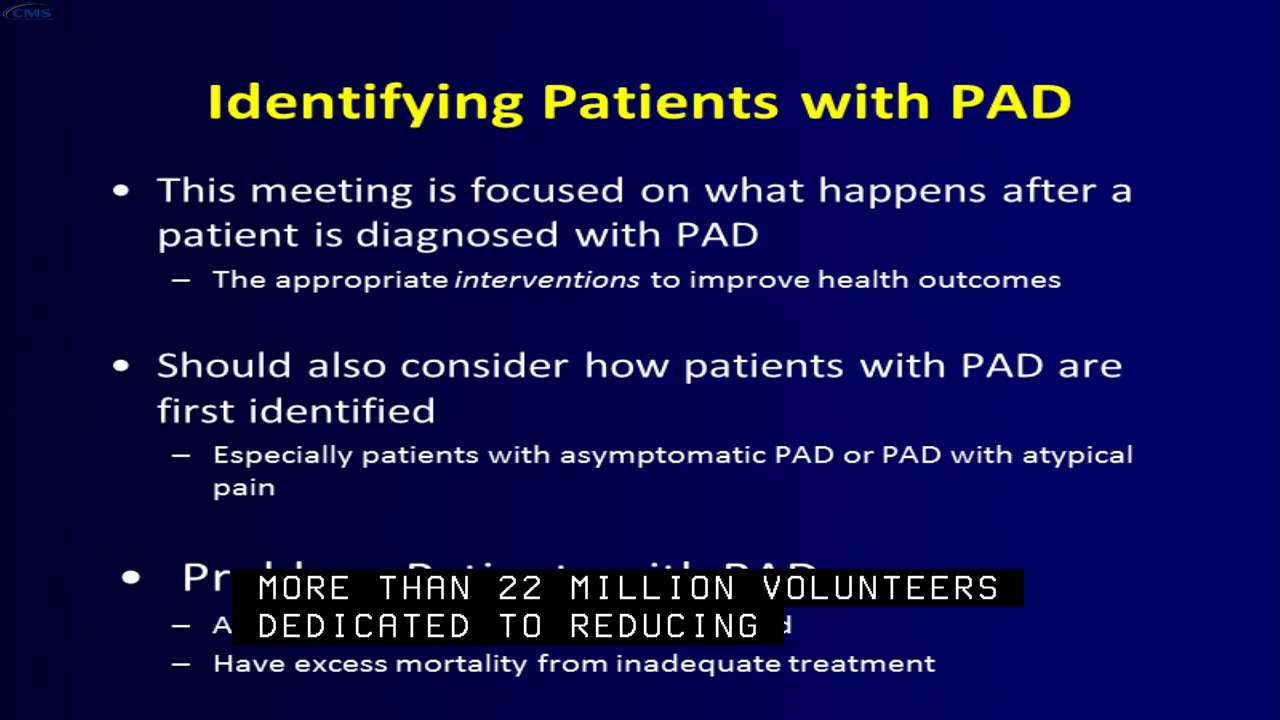 CMS
Identifying Patients with PAD
• This meeting is focused on what happens after a
patient is diagnosed with PAD
– The appropriate interventions to improve health outcomes
• Should also consider how patients with PAD are
first identified
– Especially patients with asymptomatic PAD or PAD with atypical
pain
•
MORE THAN 22 MILLION VOLUNTEERS
DEDICATED TO REDUCING
– Have excess mortality from inadequate treatment